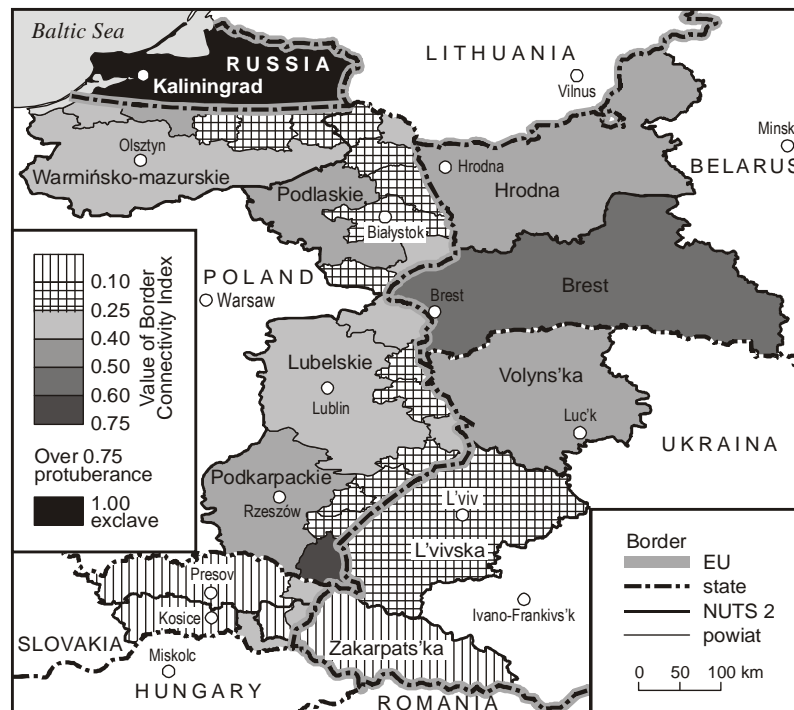 Baltic Sea
RUSSIA
Kaliningrad
LITHUANIA
Vilnus
Minsk
BELARUS
Olsztyn
Warmińsko-mazurskie
Hrodna
Hrodna
Podlaskie
Białystok
POLAND
Warsaw
Brest
Brest
Value of Border
Connectivity Index
0.10
0.25
0.40
0.50
0.60
0.75
Over 0.75
protuberance
1.00
exclave
Lubelskie
Lublin
Volyns'ka
Luc'k
UKRAINA
Podkarpackie
Rzeszów
L'viv
L'vivska
Presov
Kosice
SLOVAKIA
Miskolc
HUNGARY
Zakarpats'ka
Ivano-Frankivs'k
ROMANIA
Border
EU
state
NUTS 2
powiat
0 50 100 km